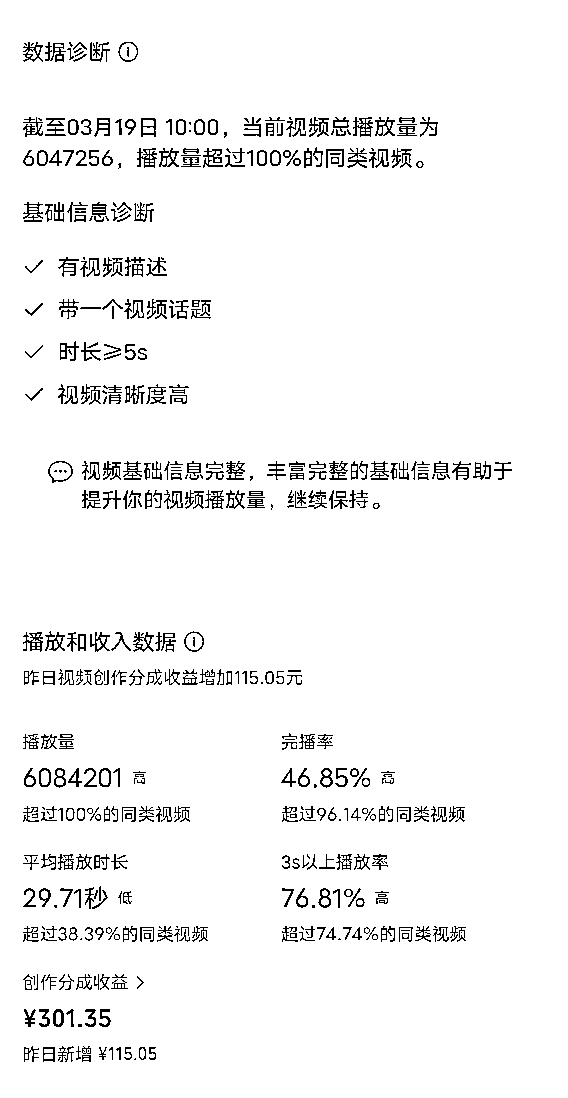 数据诊断
截至03月19日 10:00，当前视频总播放量为
6047256，播放量超过100%的同类视频。
基础信息诊断
有视频描述
带一个视频话题
时长≥5s
视频清晰度高
视频基础信息完整，丰富完整的基础信息有助于
提升你的视频播放量，继续保持。
播放和收入数据
昨日视频创作分成收益增加115.05元
播放量 完播率
6084201 高 46.85% 高
超过100%的同类视频 超过96.14%的同类视频
平均播放时长 3s以上播放率
29.71秒 低 76.81% 高
超过38.39%的同类视频 超过74.74%的同类视频
创作分成收益 >
¥301.35
昨日新增 ¥115.05